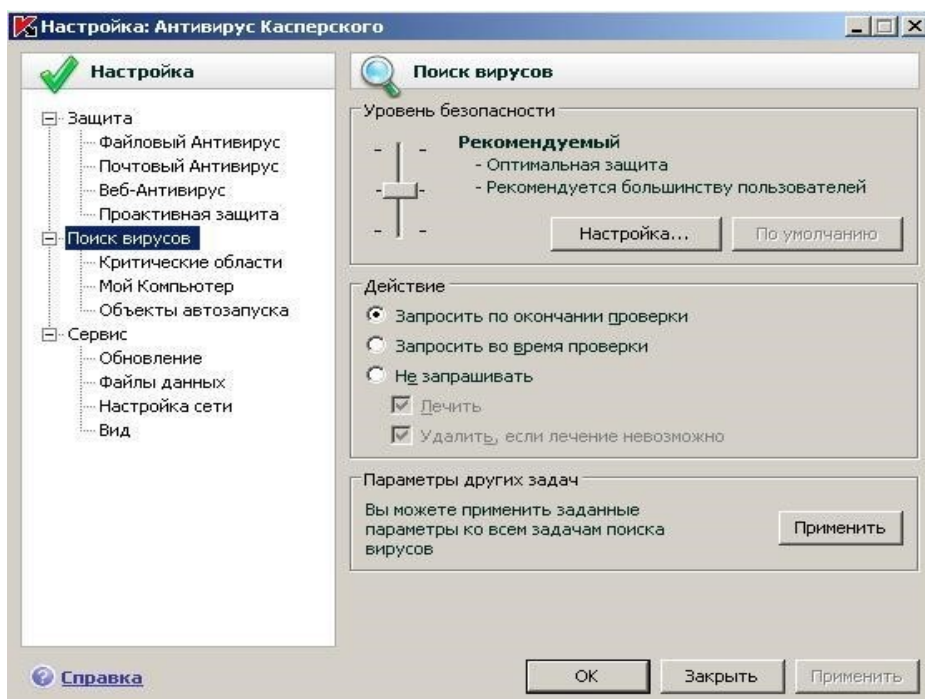 Настройка: Антивирус Касперского
Настройка
Защита
Файловый Антивирус
Почтовый Антивирус
Веб-Антивирус
Проактивная защита
Поиск вирусов
Критические области
Мой Компьютер
Объекты автозапуска
Сервис
Обновление
Файлы данных
Настройка сети
Вид
Справка
Поиск вирусов
Уровень безопасности
Рекомендуемый
- Оптимальная защита
- Рекомендуется большинству пользователей
Настройка...
По умолчанию
Действие
Запросить по окончании проверки
Запросить во время проверки
Не запрашивать
Лечить
Удалить, если лечение невозможно
Параметры других задач
Вы можете применить заданные
параметры ко всем задачам поиска
вирусов
Применить
ОК
Закрыть
Применить